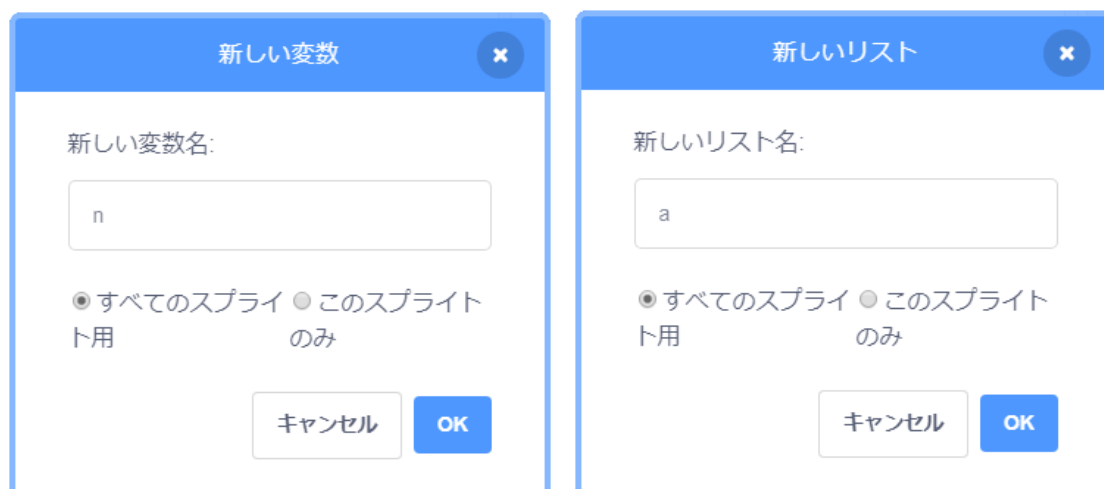 新しい変数
新しい変数名:
n
すべてのスプライ
ト用
このスプライト
のみ
キャンセル
OK
新しいリスト
新しいリスト名:
a
すべてのスプライ
ト用
このスプライト
のみ
キャンセル
OK